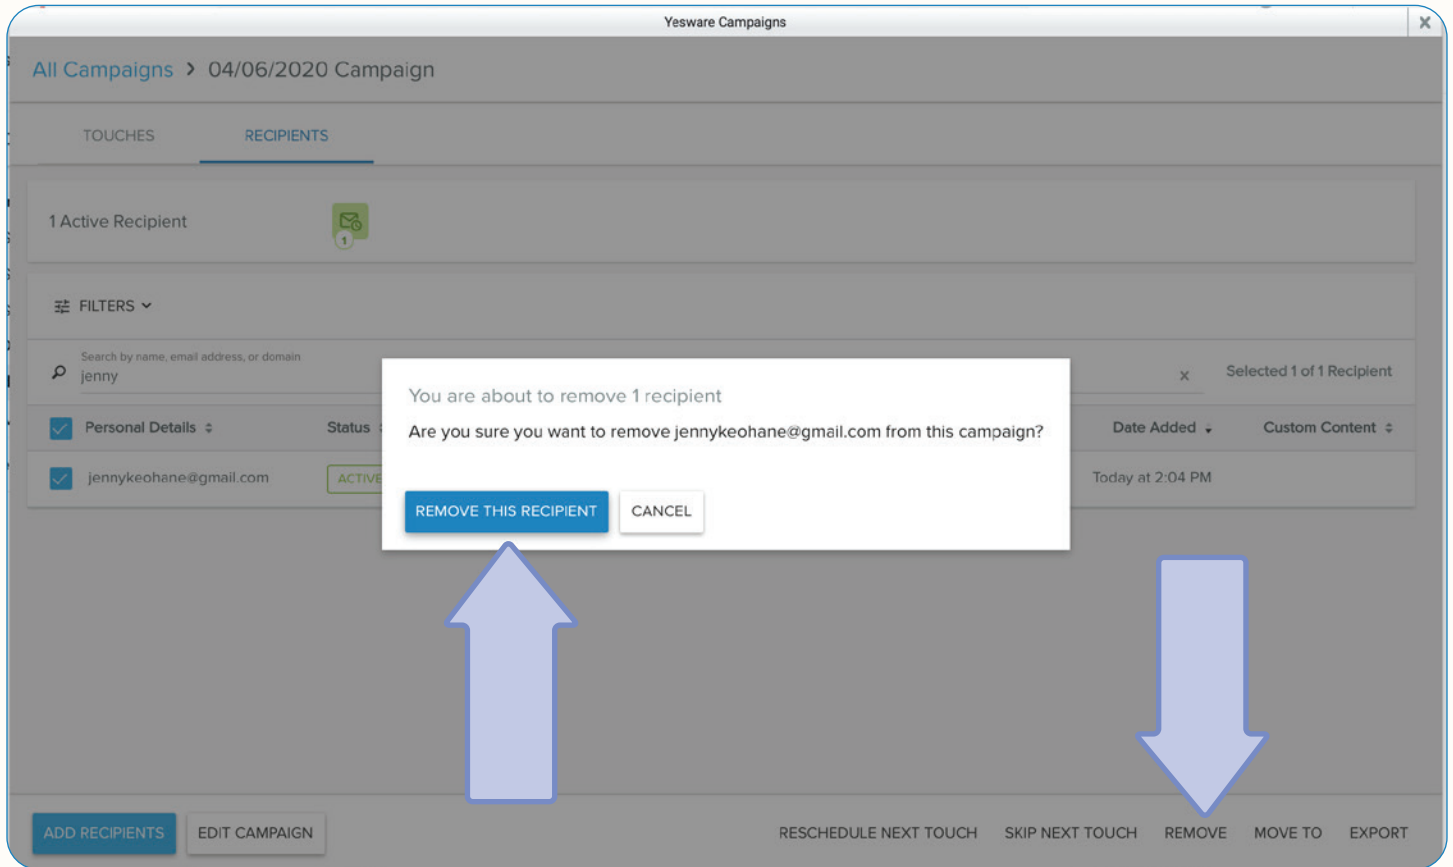 Yesware Campaigns
All Campaigns > 04/06/2020 Campaign
TOUCHES RECIPIENTS
1 Active Recipient
1
FILTERS
Search by name, email address, or domain
jenny
Selected 1 of 1 Recipient
Personal Details Status Date Added Custom Content
jennykeohane@gmail.com ACTIVE Today at 2:04 PM
You are about to remove 1 recipient
Are you sure you want to remove jennykeohane@gmail.com from this campaign?
REMOVE THIS RECIPIENT CANCEL
ADD RECIPIENTS EDIT CAMPAIGN RESCHEDULE NEXT TOUCH SKIP NEXT TOUCH REMOVE MOVE TO EXPORT